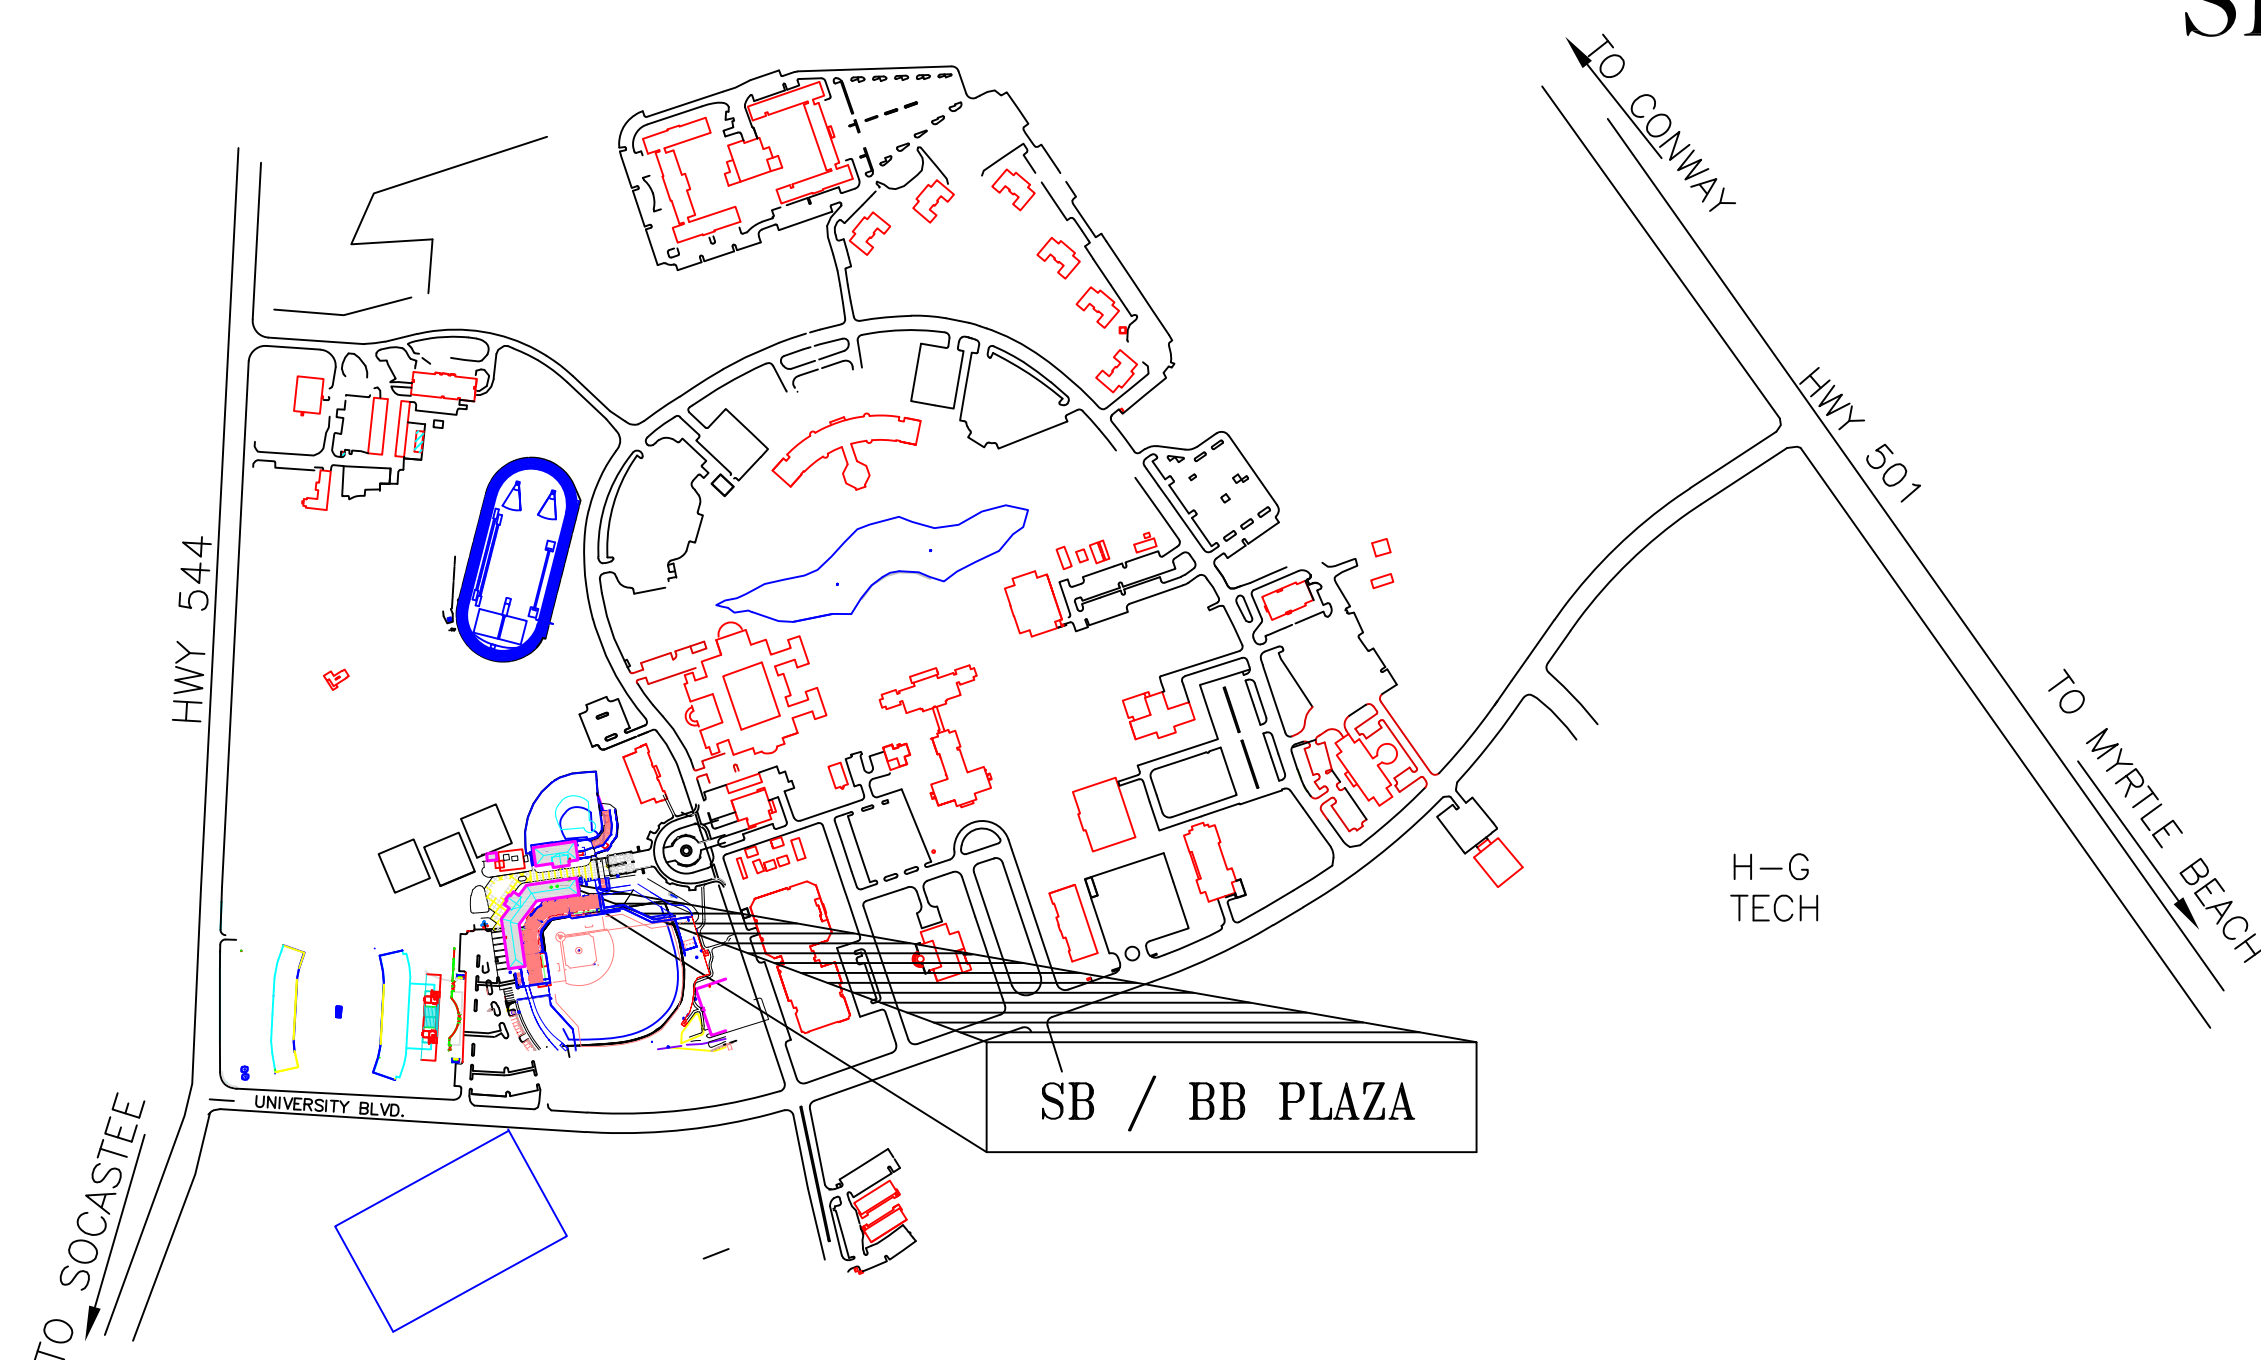 TO CONWAY
HWY 501
HWY 544
TO MYRTLE BEACH
H-G
TECH
SB / BB PLAZA
UNIVERSITY BLVD.
TO SOCASTEE